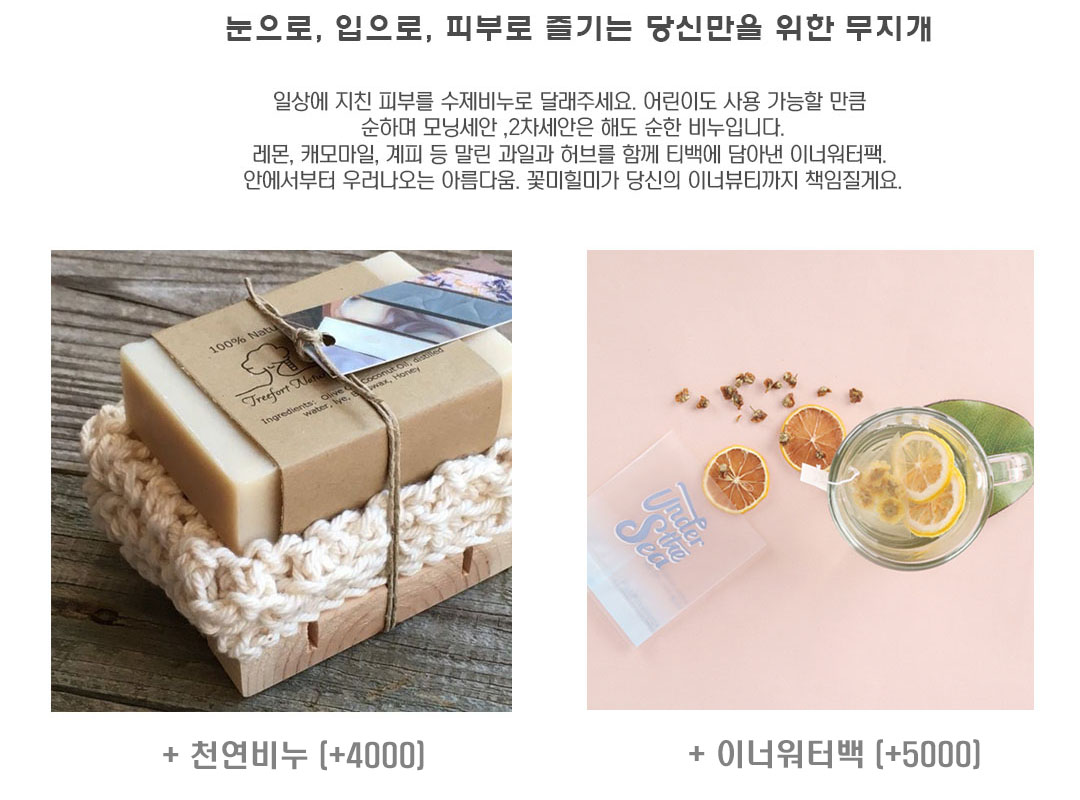 눈으로, 입으로, 피부로 즐기는 당신만을 위한 무지개
일상에 지친 피부를 수제비누로 달래주세요. 어린이도 사용 가능할 만큼
순하며 모닝세안 ,2차세안은 해도 순한 비누입니다.
레몬, 캐모마일, 계피 등 말린 과일과 허브를 함께 티백에 담아낸 이너워터팩.
안에서부터 우러나오는 아름다움. 꽃미힐미가 당신의 이너뷰티까지 책임질게요.
100% Natu
Treefort Natu
Ingredients: Olive Coconut Oil, distilled
water, lye, Honey
Under
the
Sea
+ 천연비누 (+4000)
+ 이너워터백 (+5000)